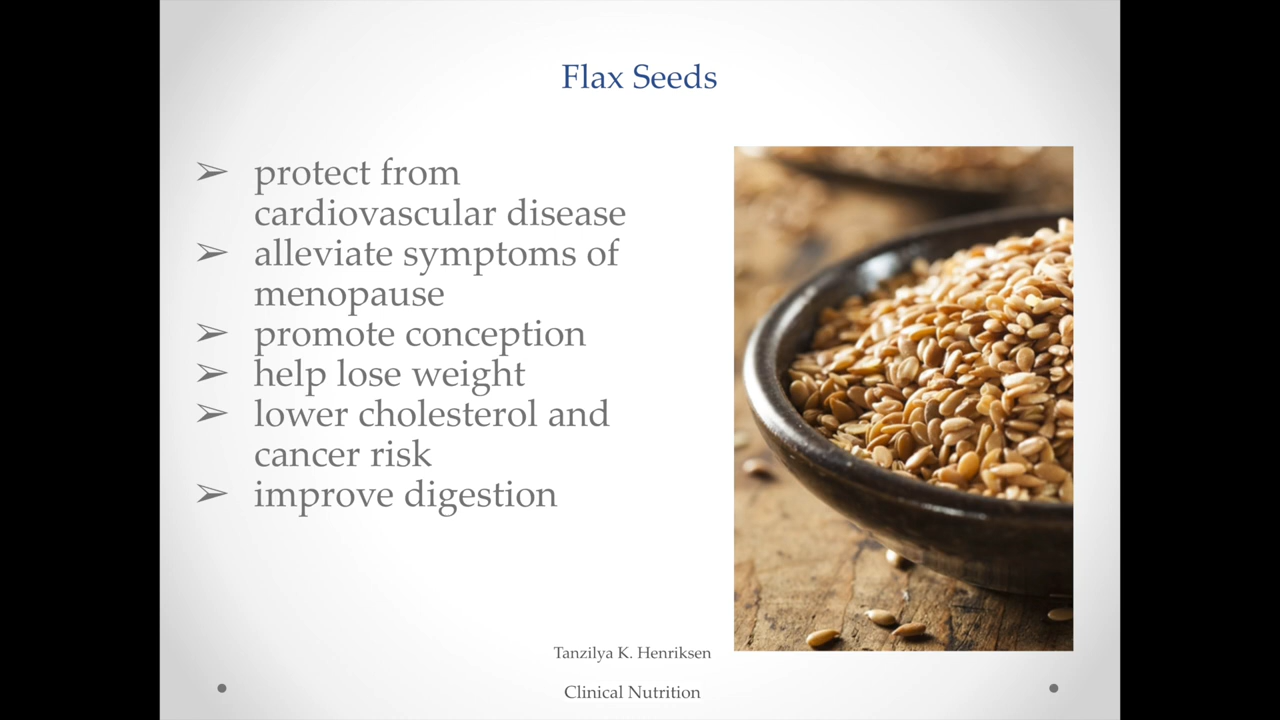 Flax Seeds
➢ protect from
cardiovascular disease
➢ alleviate symptoms of
menopause
➢ promote conception
➢ help lose weight
➢ lower cholesterol and
cancer risk
➢ improve digestion
Tanzilya K. Henriksen
Clinical Nutrition